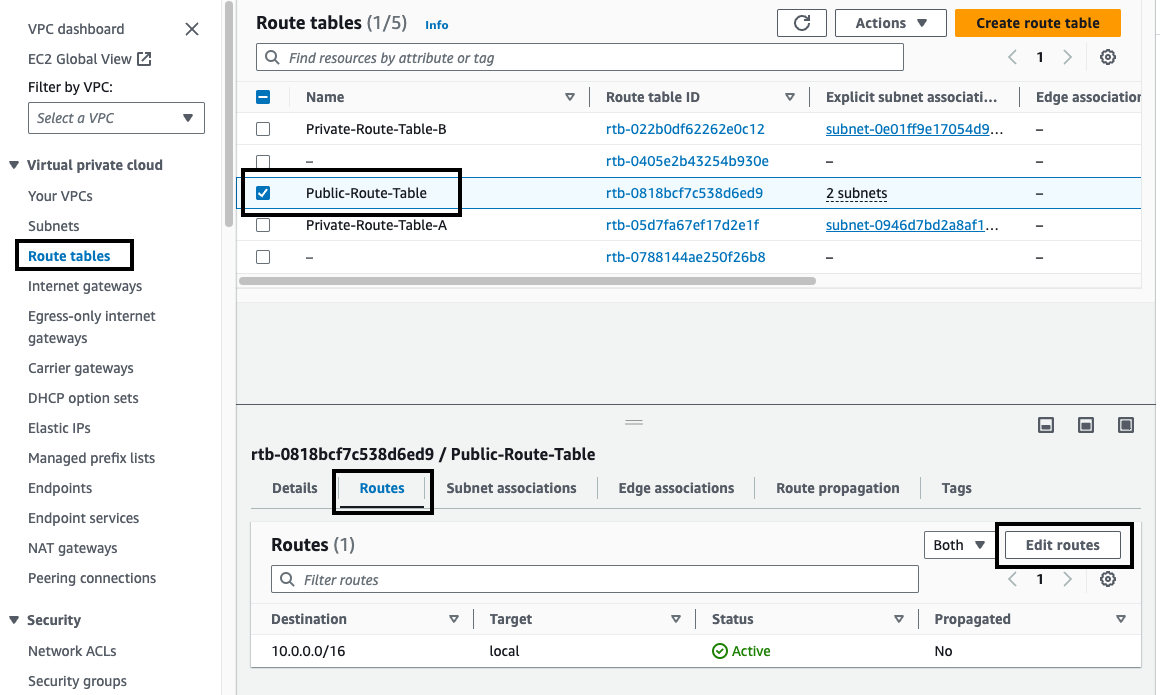 VPC dashboard
EC2 Global View
Filter by VPC:
Select a VPC
Virtual private cloud
Your VPCs
Subnets
Route tables
Internet gateways
Egress-only internet
gateways
Carrier gateways
DHCP option sets
Elastic IPs
Managed prefix lists
Endpoints
Endpoint services
NAT gateways
Peering connections
Security
Network ACLs
Security groups
Route tables (1/5) Info
Actions
Create route table
Find resources by attribute or tag
1
Name Route table ID Explicit subnet associati... Edge association
Private-Route-Table-B rtb-022b0df62262e0c12 subnet-0e01ff9e17054d9... –
– rtb-0405e2b43254b930e – –
Public-Route-Table rtb-0818bcf7c538d6ed9 2 subnets –
Private-Route-Table-A rtb-05d7fa67ef17d2e1f subnet-0946d7bd2a8af1... –
– rtb-0788144ae250f26b8 – –
rtb-0818bcf7c538d6ed9 / Public-Route-Table
Details Routes Subnet associations Edge associations Route propagation Tags
Routes (1)
Both
Edit routes
Filter routes
1
Destination Target Status Propagated
10.0.0.0/16 local Active No